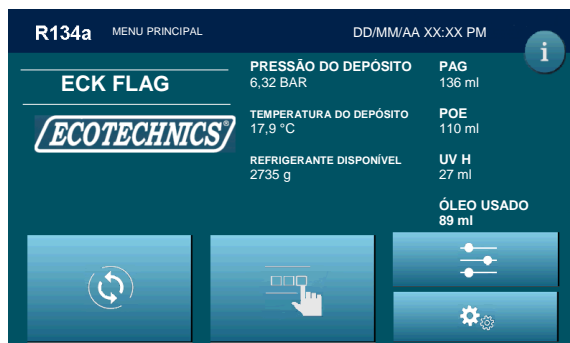 R134a MENU PRINCIPAL DD/MM/AA XX:XX PM i
ECK FLAG
ECOTECHNICS
PRESSÃO DO DEPÓSITO
6,32 BAR
TEMPERATURA DO DEPÓSITO
17,9 °C
REFRIGERANTE DISPONÍVEL
2735 g
PAG
136 ml
POE
110 ml
UV H
27 ml
ÓLEO USADO
89 ml